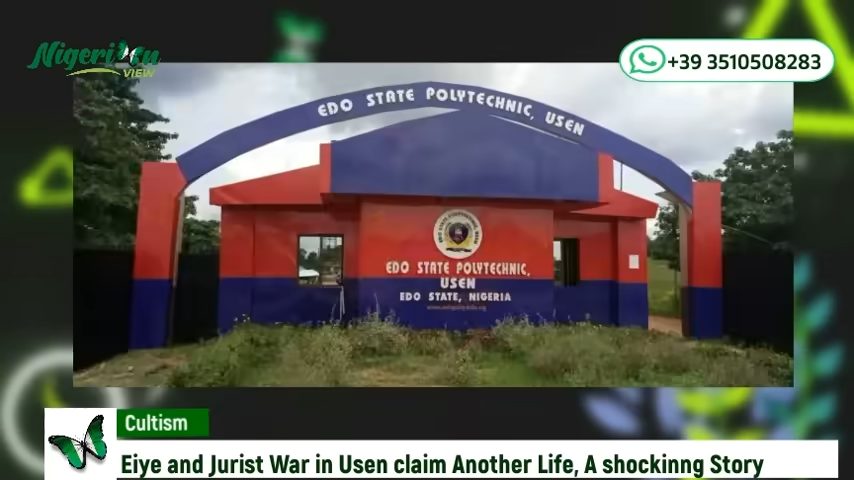 Nigerian
VIEW
+39 3510508283
EDO STATE POLYTECHNIC, USEN
EDO STATE POLYTECHNIC,
USEN
EDO STATE, NIGERIA
Cultism
Eiye and Jurist War in Usen claim Another Life, A shockinng Story